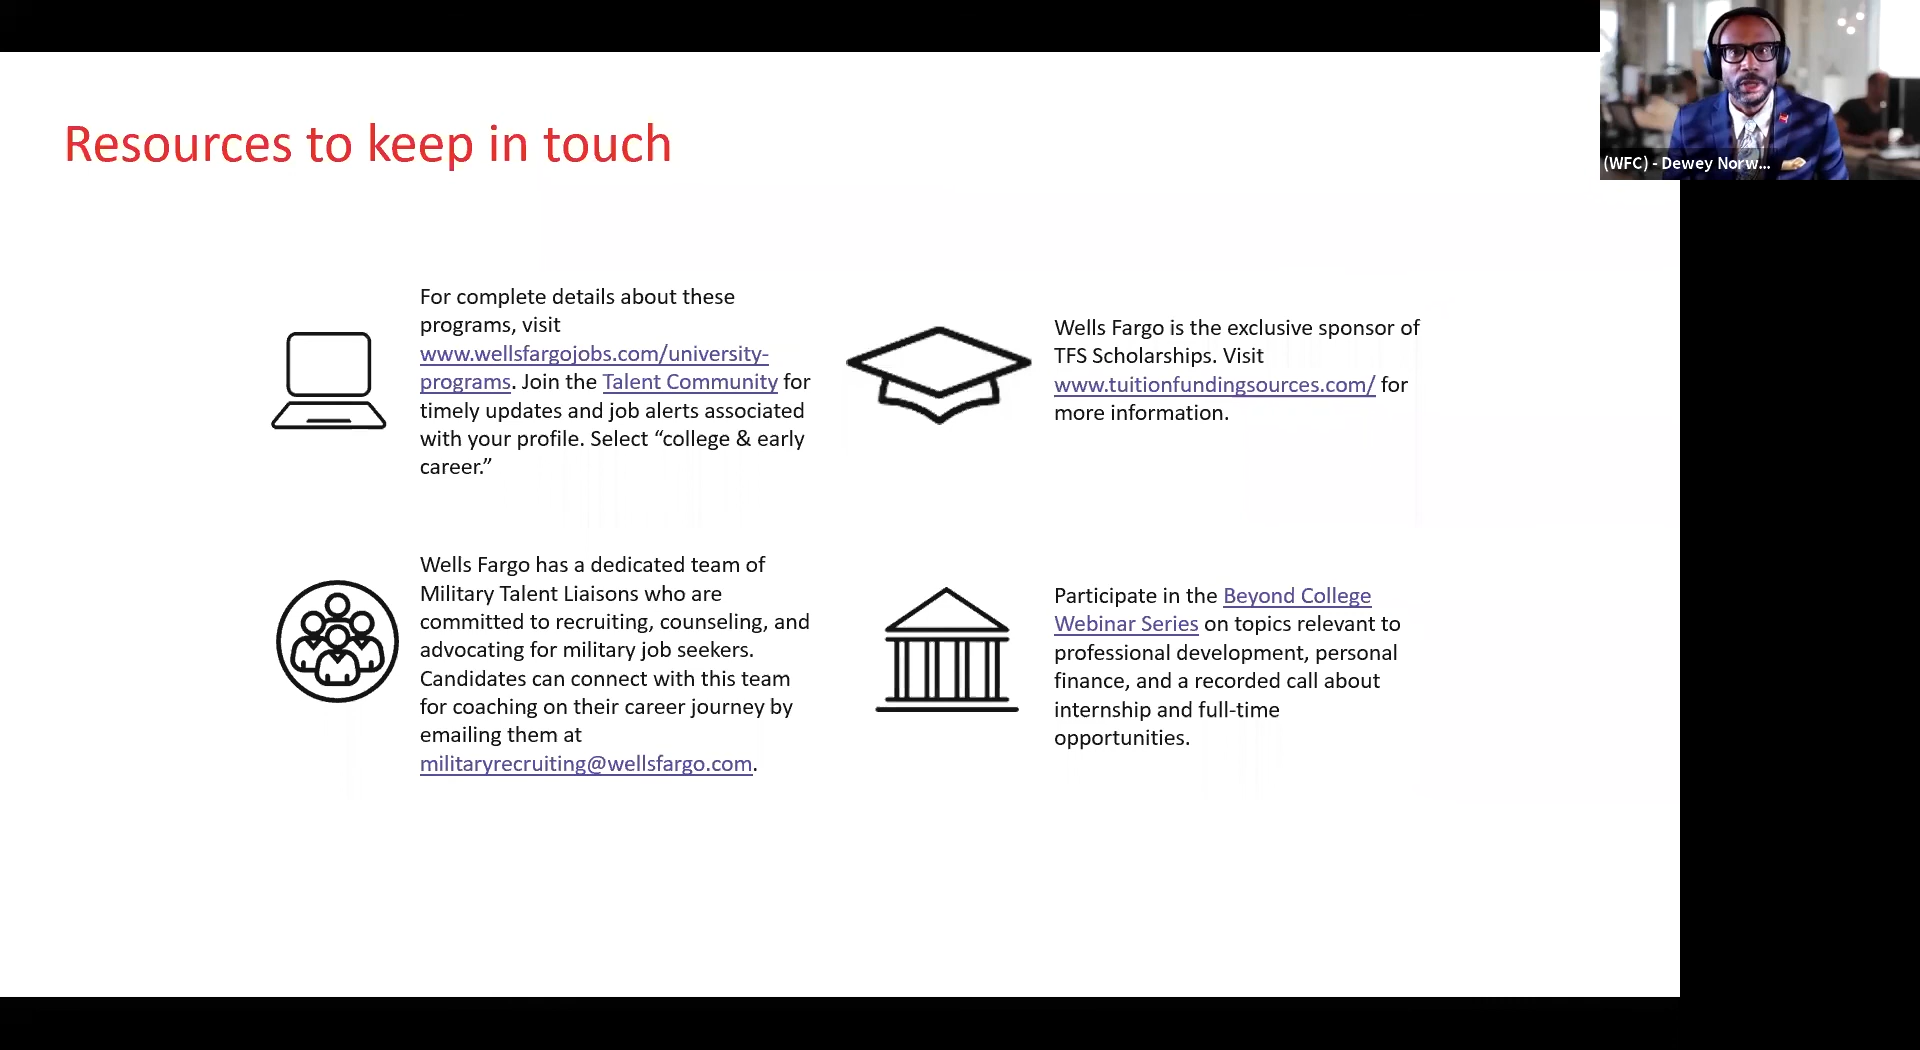 Resources to keep in touch
For complete details about these
programs, visit
www.wellsfargojobs.com/university-
programs. Join the Talent Community for
timely updates and job alerts associated
with your profile. Select “college & early
career.”
Wells Fargo is the exclusive sponsor of
TFS Scholarships. Visit
www.tuitionfundingsources.com/ for
more information.
Wells Fargo has a dedicated team of
Military Talent Liaisons who are
committed to recruiting, counseling, and
advocating for military job seekers.
Candidates can connect with this team
for coaching on their career journey by
emailing them at
militaryrecruiting@wellsfargo.com.
Participate in the Beyond College
Webinar Series on topics relevant to
professional development, personal
finance, and a recorded call about
internship and full-time
opportunities.
(WFC) - Dewey Norw...